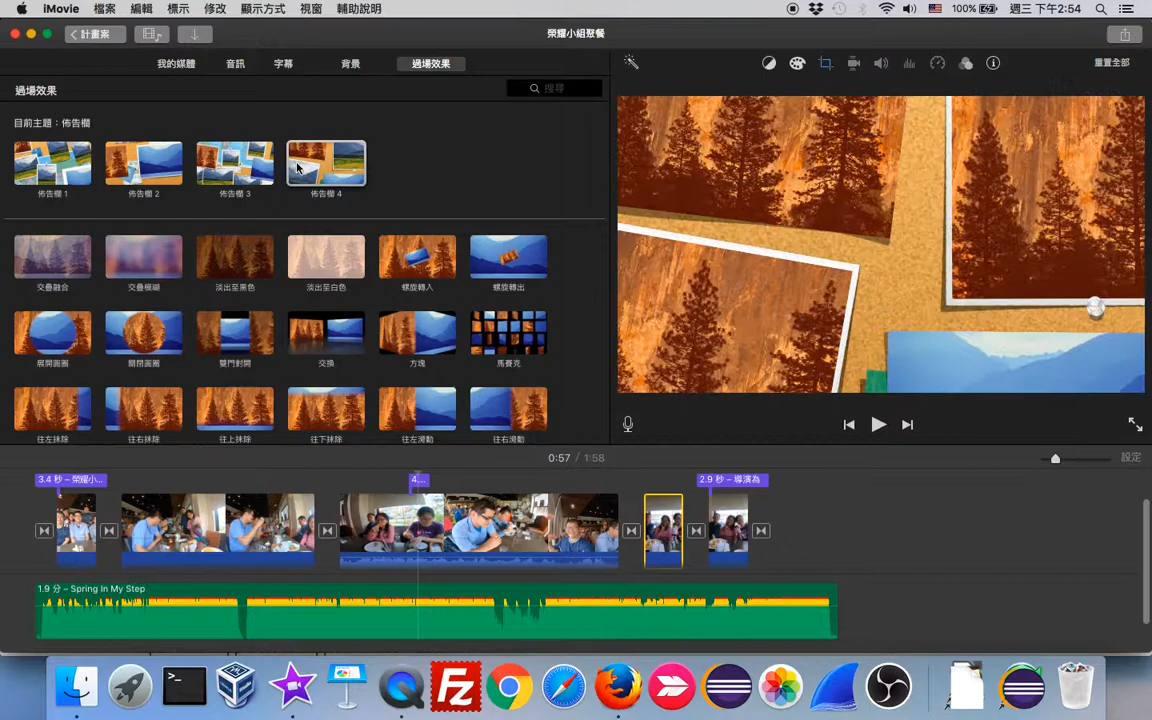 iMovie 檔案 編輯 標示 修改 顯示方式 視窗 輔助說明 100% 週三 下午2:54
計畫案 榮耀小組聚餐
我的媒體 音訊 字幕 背景 過場效果 重置全部
過場效果 搜尋
目前主題：佈告欄
佈告欄 1 佈告欄 2 佈告欄 3 佈告欄 4
交疊融合 交疊模糊 淡出至黑色 淡出至白色 螺旋轉入 螺旋轉出
展開圓圈 關閉圓圈 雙門對開 交換 方塊 馬賽克
往左抹除 往右抹除 往上抹除 往下抹除 往左滑動 往右滑動
0:57 / 1:58 設定
3.4 秒 – 榮耀小... 4... 2.9 秒 – 導演為
1.9 分 – Spring In My Step
>_ Fz